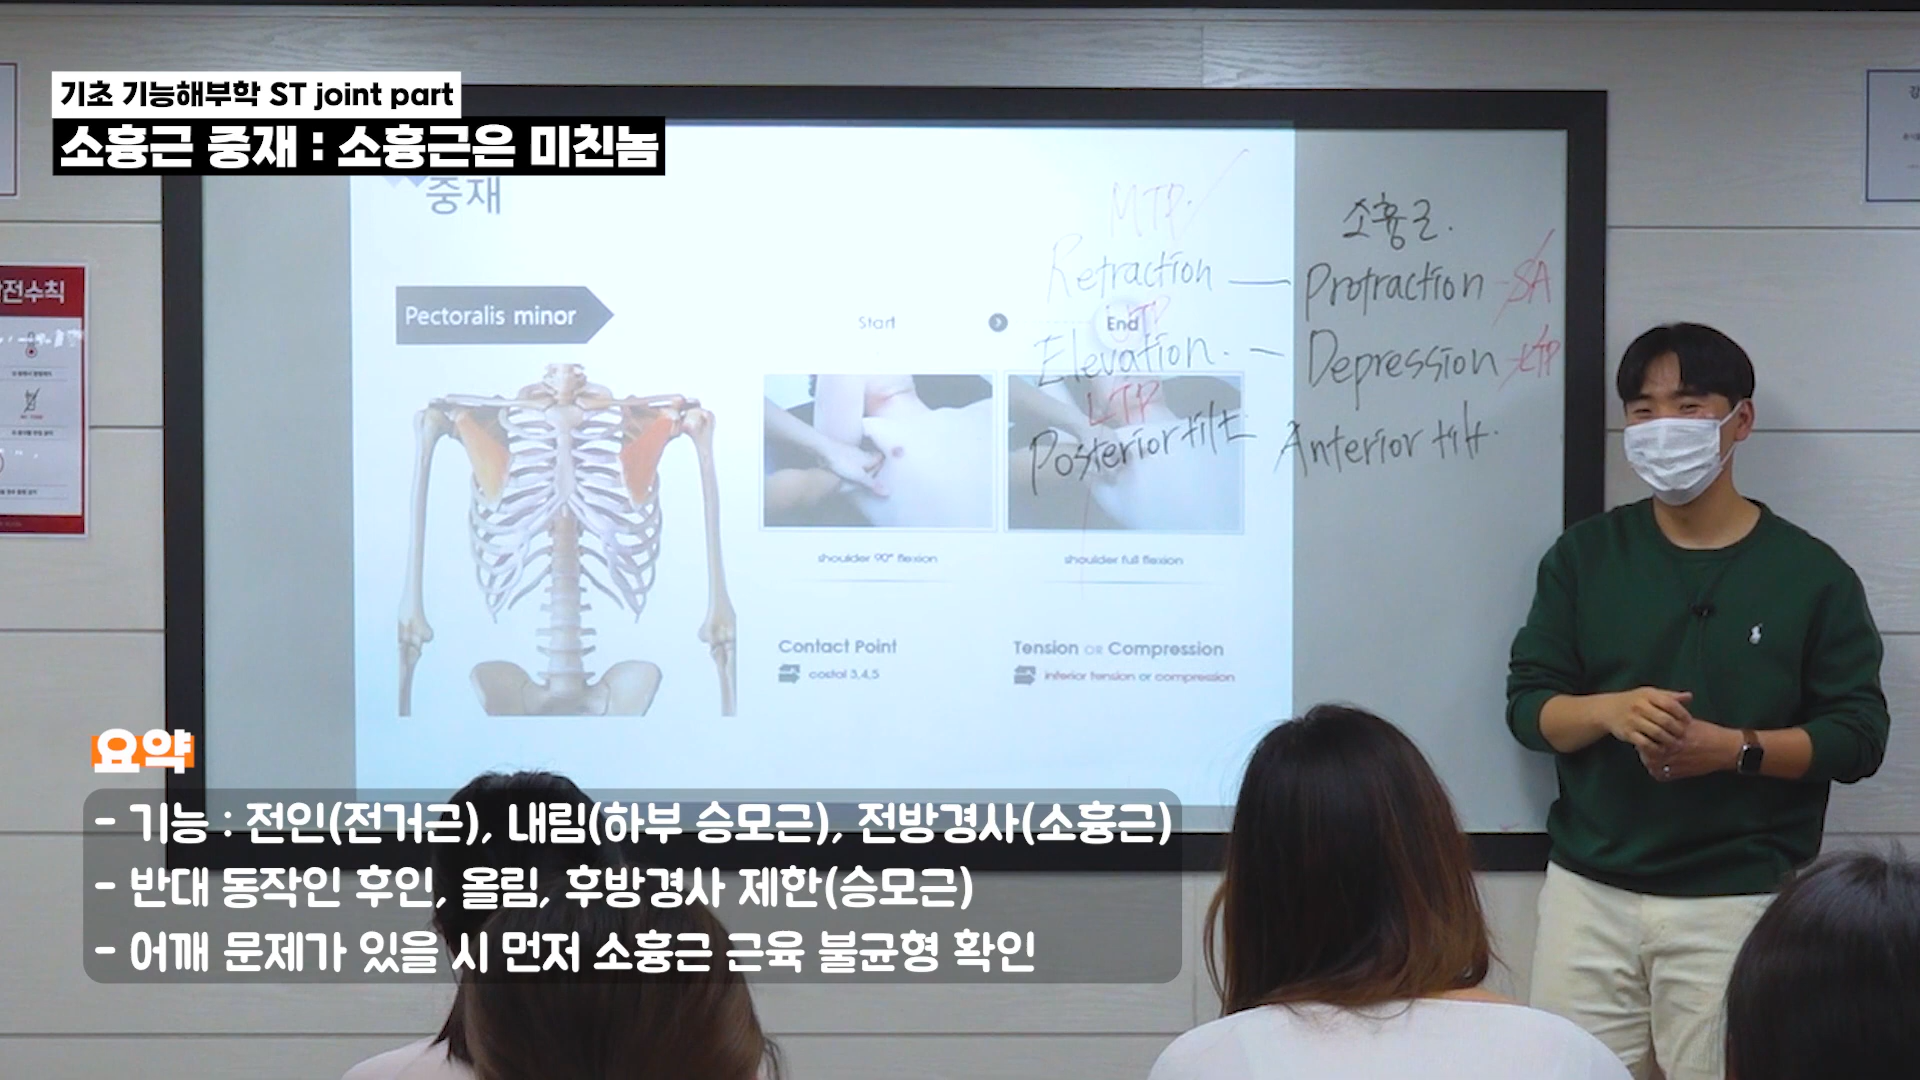 기초 기능해부학 ST joint part
소흉근 중재 : 소흉근은 미친놈
중재
Pectoralis minor
Start
End
MTP
Retraction — Protraction - SA
UTP
Elevation. — Depression - LTP
LTP
Posterior tilt Anterior tilt.
소흉근.
shoulder 90° flexion
shoulder full flexion
Contact Point
costal 3,4,5
Tension OR Compression
inferior tension or compression
전수칙
요약
- 기능 : 전인(전거근), 내림(하부 승모근), 전방경사(소흉근)
- 반대 동작인 후인, 올림, 후방경사 제한(승모근)
- 어깨 문제가 있을 시 먼저 소흉근 근육 불균형 확인